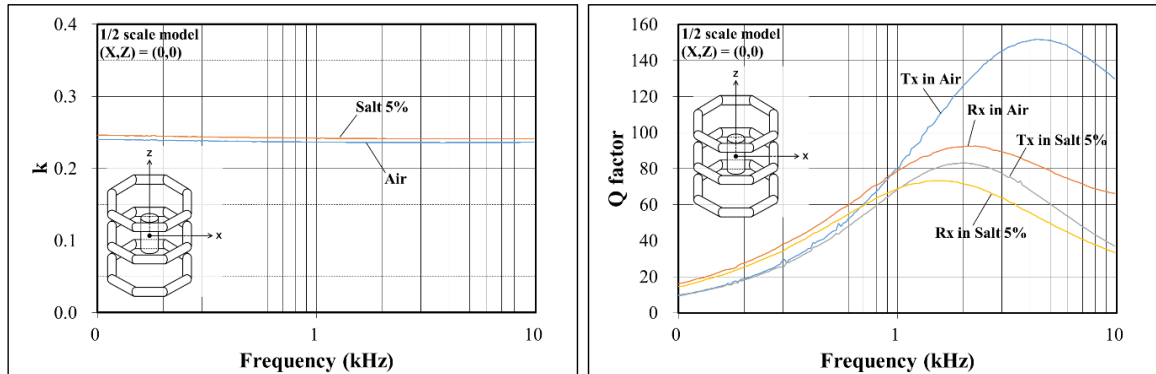 1/2 scale model
(X,Z) = (0,0)
0.4
0.3
0.2
0.1
0.0
k
Salt 5%
Air
z
x
0
1
10
Frequency (kHz)
1/2 scale model
(X,Z) = (0,0)
160
140
120
100
80
60
40
20
0
Q factor
Tx in Air
Rx in Air
Tx in Salt 5%
Rx in Salt 5%
z
x
0
1
10
Frequency (kHz)